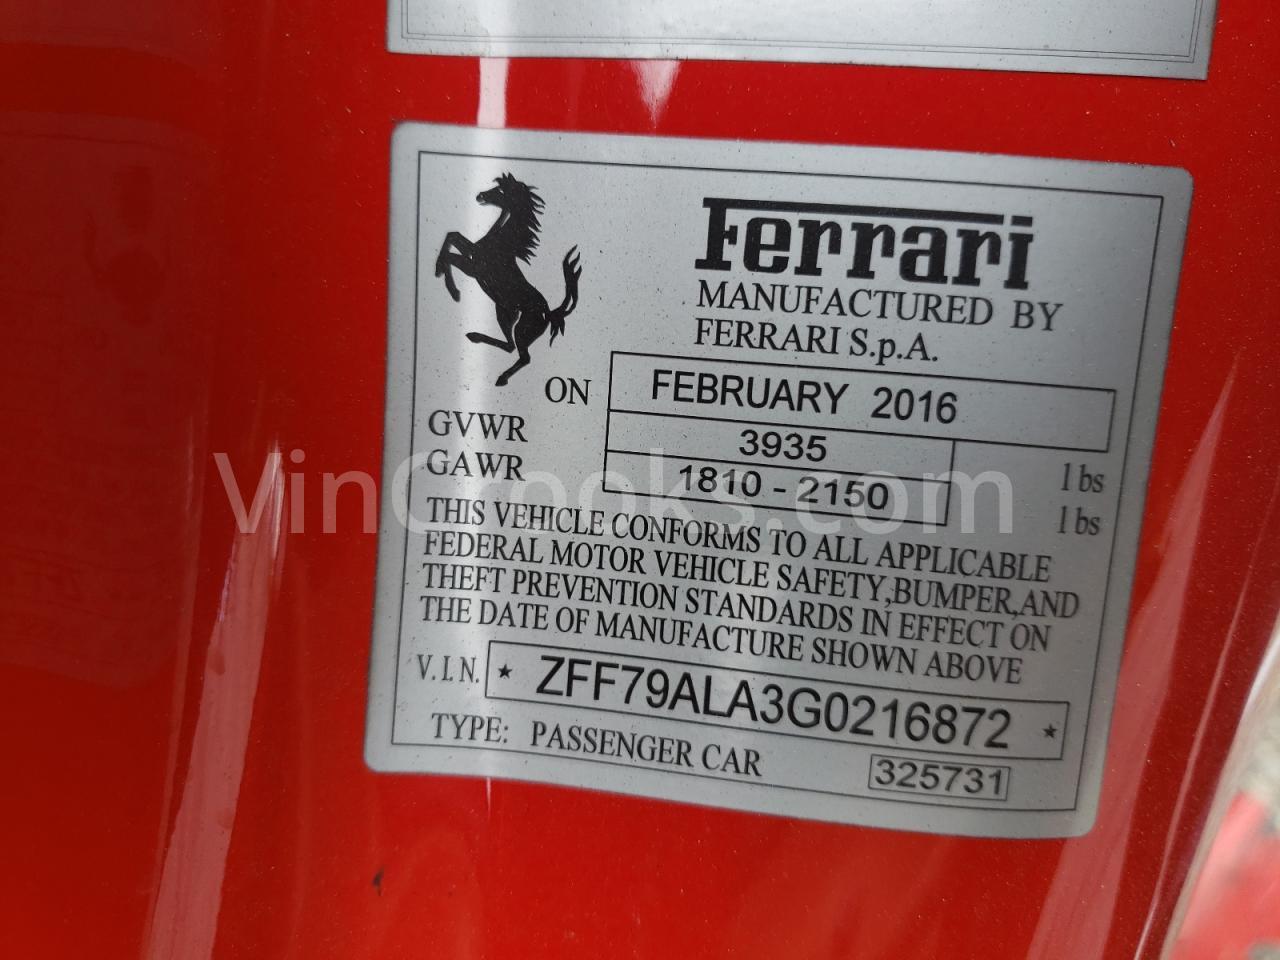 Ferrari
MANUFACTURED BY
FERRARI S.p.A.
ON FEBRUARY 2016
GVWR 3935 lbs
GAWR 1810 - 2150 lbs
THIS VEHICLE CONFORMS TO ALL APPLICABLE
FEDERAL MOTOR VEHICLE SAFETY,BUMPER,AND
THEFT PREVENTION STANDARDS IN EFFECT ON
THE DATE OF MANUFACTURE SHOWN ABOVE
V.I.N. * ZFF79ALA3G0216872 *
TYPE: PASSENGER CAR 325731
VinCrooks.com